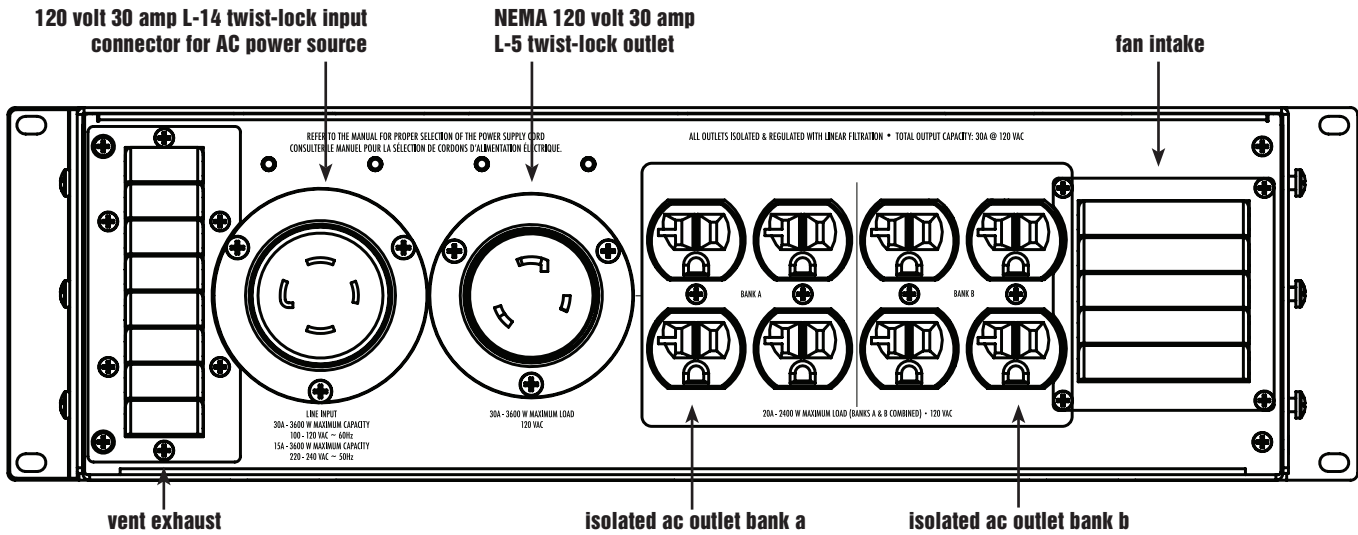 120 volt 30 amp L-14 twist-lock input
connector for AC power source
NEMA 120 volt 30 amp
L-5 twist-lock outlet
fan intake
REFER TO THE MANUAL FOR PROPER SELECTION OF THE POWER SUPPLY CORD
CONSULTER LE MANUEL POUR LA SÉLECTION DE CORDONS D'ALIMENTATION ÉLECTRIQUE.
ALL OUTLETS ISOLATED & REGULATED WITH LINEAR FILTRATION • TOTAL OUTPUT CAPACITY: 30A @ 120 VAC
BANK A
BANK B
LINE INPUT
30A - 3600 W MAXIMUM CAPACITY
100 - 120 VAC ~ 60Hz
15A - 3600 W MAXIMUM CAPACITY
220 - 240 VAC ~ 50Hz
30A - 3600 W MAXIMUM LOAD
120 VAC
20A - 2400 W MAXIMUM LOAD (BANKS A & B COMBINED) • 120 VAC
vent exhaust
isolated ac outlet bank a
isolated ac outlet bank b